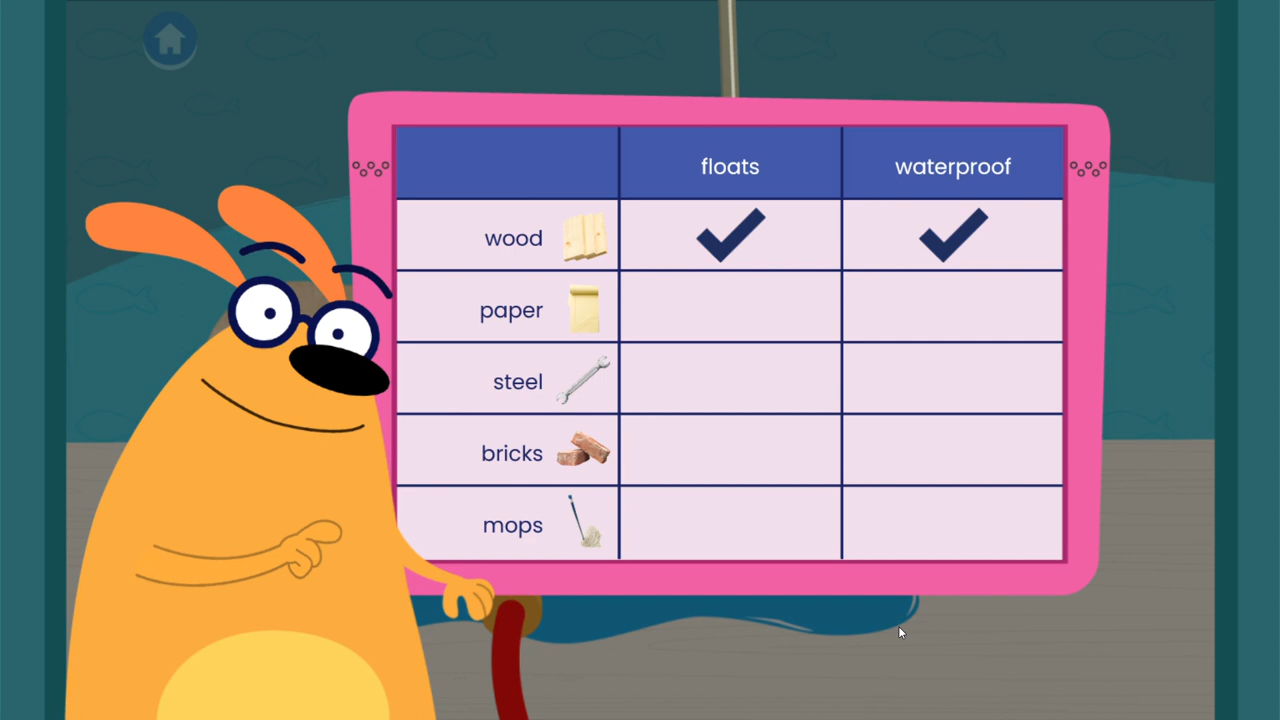 floats waterproof
wood
paper
steel
bricks
mops